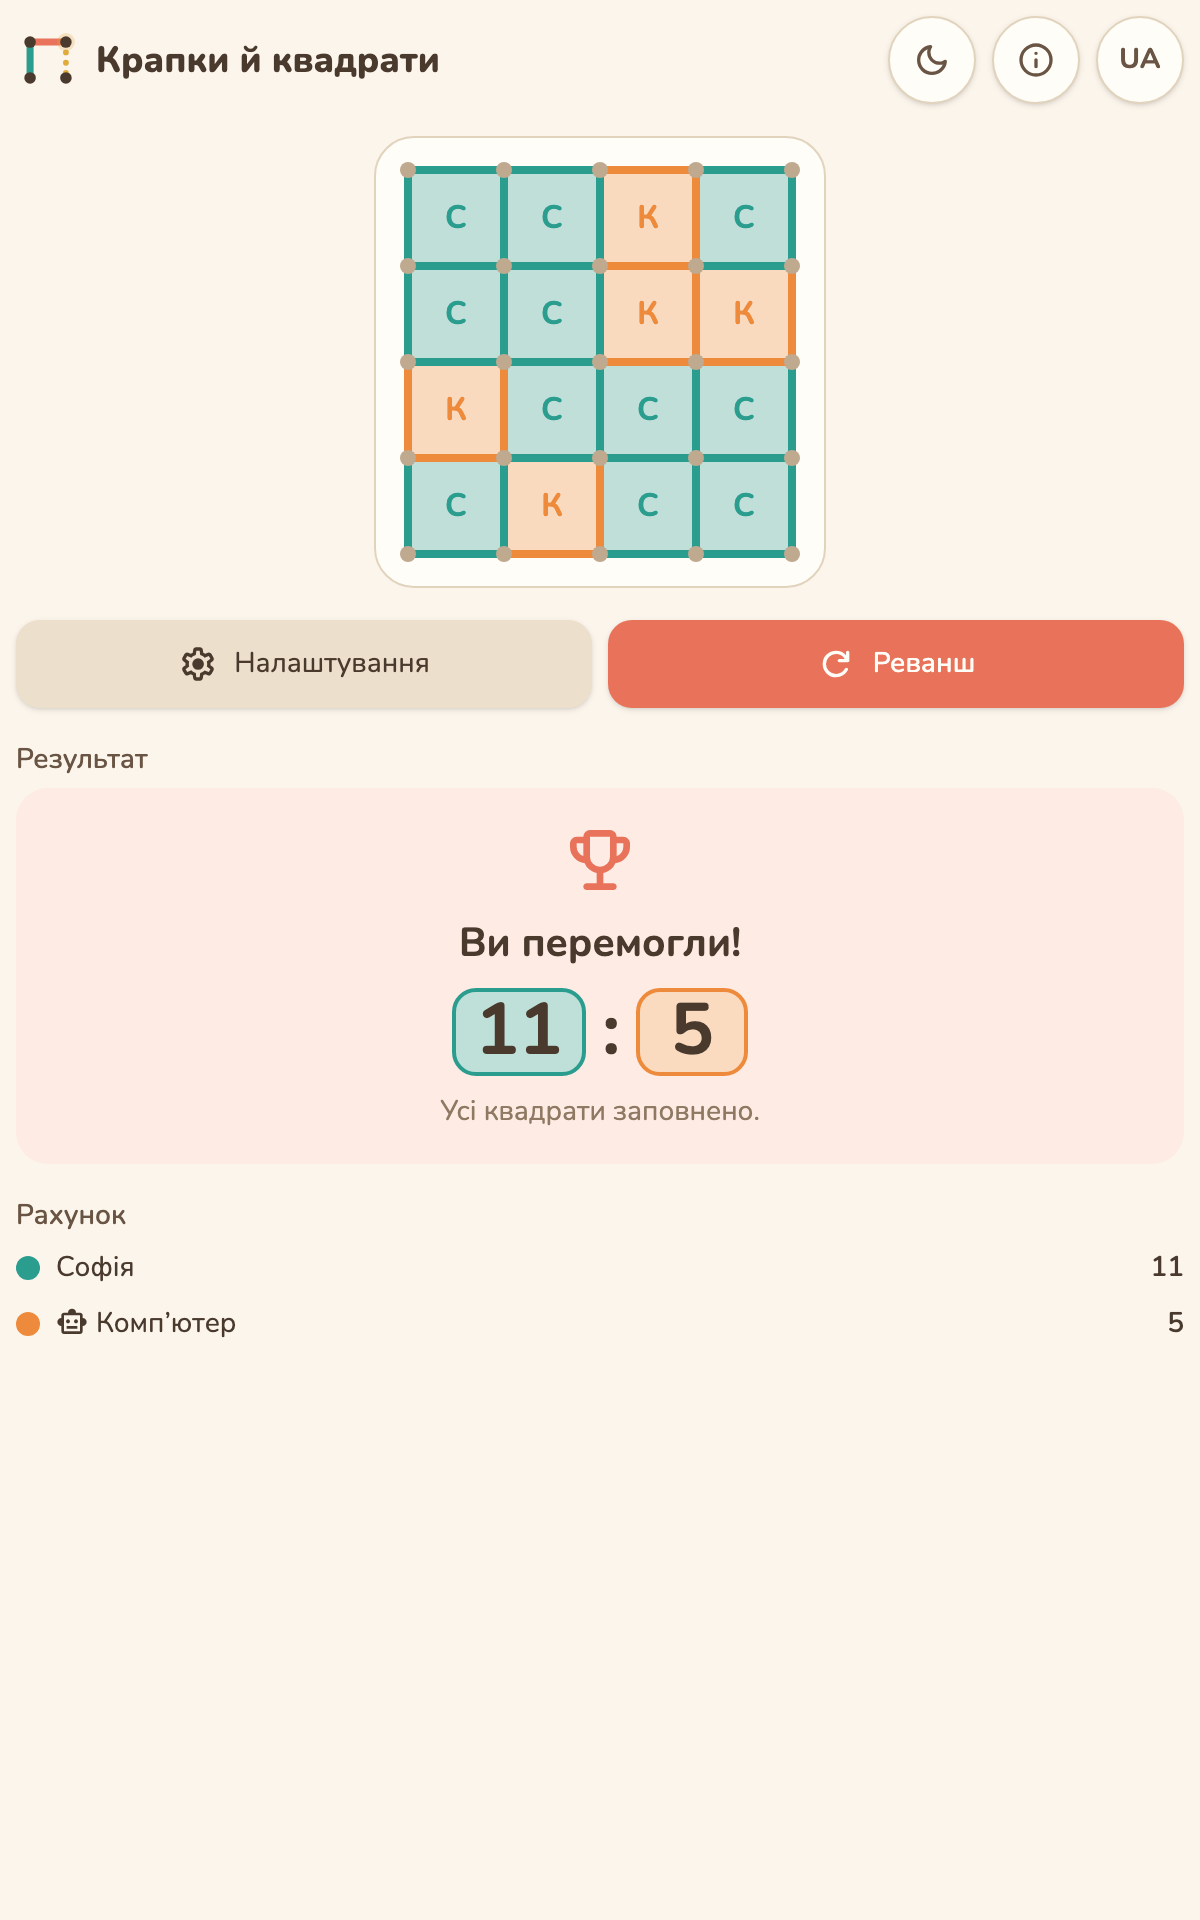 Крапки й квадрати
UA
С С К С
С С К К
К С С С
С К С С
Налаштування
Реванш
Результат
Ви перемогли!
11 : 5
Усі квадрати заповнено.
Рахунок
Софія 11
Комп’ютер 5